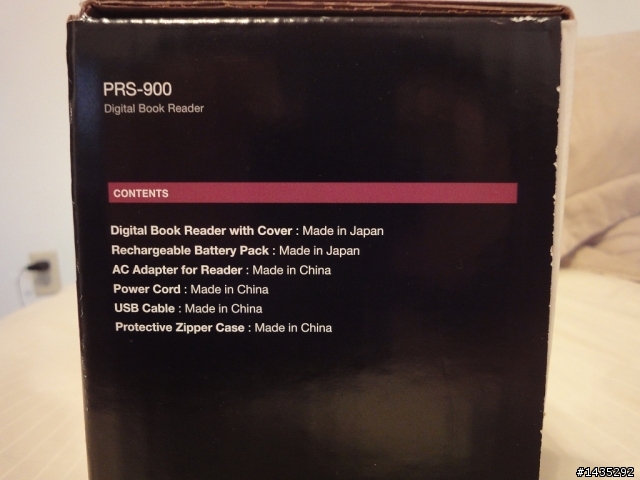 PRS-900
Digital Book Reader
CONTENTS
Digital Book Reader with Cover : Made in Japan
Rechargeable Battery Pack : Made in Japan
AC Adapter for Reader : Made in China
Power Cord : Made in China
USB Cable : Made in China
Protective Zipper Case : Made in China
#1435292